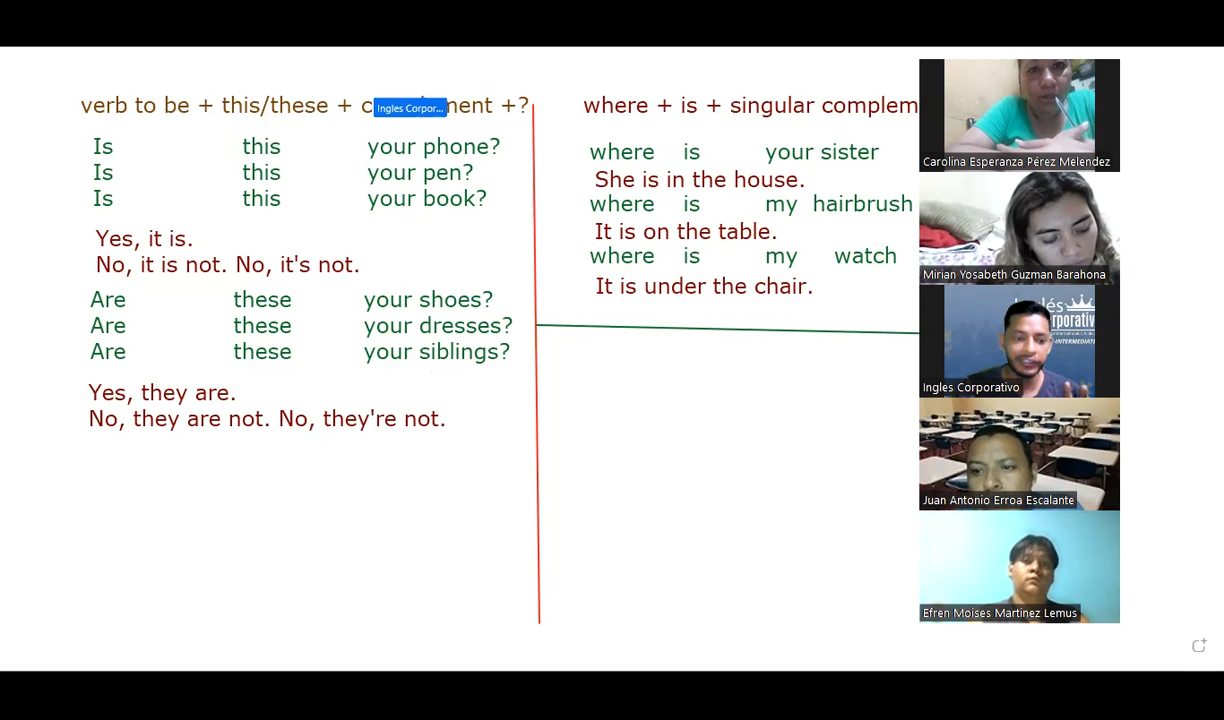 verb to be + this/these + c ment +?
Ingles Corpor...
Is this your phone?
Is this your pen?
Is this your book?
Yes, it is.
No, it is not. No, it's not.
Are these your shoes?
Are these your dresses?
Are these your siblings?
Yes, they are.
No, they are not. No, they're not.
where + is + singular complem
where is your sister
She is in the house.
where is my hairbrush
It is on the table.
where is my watch
It is under the chair.
Carolina Esperanza Pérez Melendez
Mirian Yosabeth Guzman Barahona
Ingles Corporativo
Juan Antonio Erroa Escalante
Efren Moises Martinez Lemus